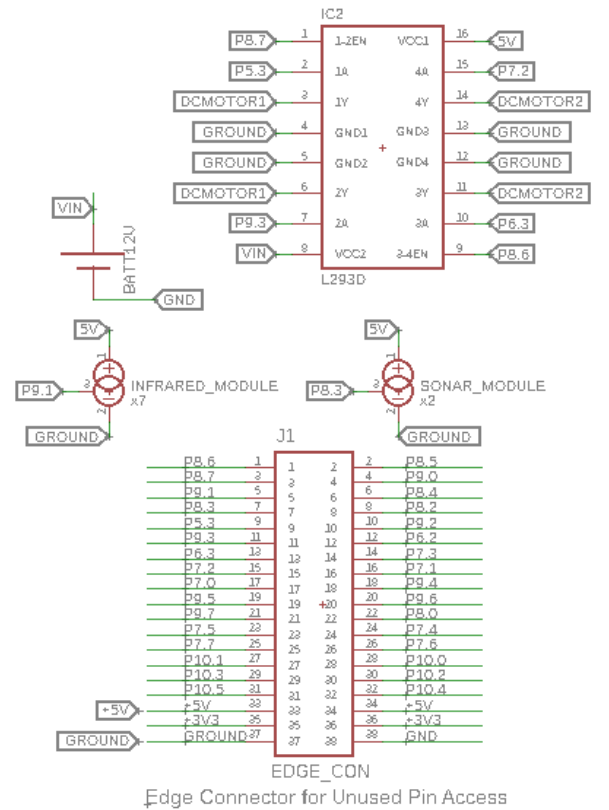 IC2
P8.7 1 1-2EN VCC1 16 5V
P5.3 2 1A 4A 15 P7.2
DCMOTOR1 3 1Y 4Y 14 DCMOTOR2
GROUND 4 GND1 GND3 13 GROUND
GROUND 5 GND2 GND4 12 GROUND
DCMOTOR1 6 2Y 3Y 11 DCMOTOR2
P9.3 7 2A 3A 10 P6.3
VIN 8 VCC2 3-4EN 9 P8.6
L293D
VIN
BATT12V
GND
5V
1
P9.1 3 INFRARED_MODULE
x7
2
GROUND
5V
1
P8.3 3 SONAR_MODULE
x2
2
GROUND
J1
P8.6 1 1 2 2 P8.5
P8.7 3 3 4 4 P9.0
P9.1 5 5 6 6 P8.4
P8.3 7 7 8 8 P8.2
P5.3 9 9 10 10 P9.2
P9.3 11 11 12 12 P6.2
P6.3 13 13 14 14 P7.3
P7.2 15 15 16 16 P7.1
P7.0 17 17 18 18 P9.4
P9.5 19 19 20 20 P9.6
P9.7 21 21 22 22 P8.0
P7.5 23 23 24 24 P7.4
P7.7 25 25 26 26 P7.6
P10.1 27 27 28 28 P10.0
P10.3 29 29 30 30 P10.2
P10.5 31 31 32 32 P10.4
+5V +5V 33 33 34 34 +5V
+3V3 35 35 36 36 +3V3
GROUND GROUND 37 37 38 38 GND
EDGE_CON
Edge Connector for Unused Pin Access